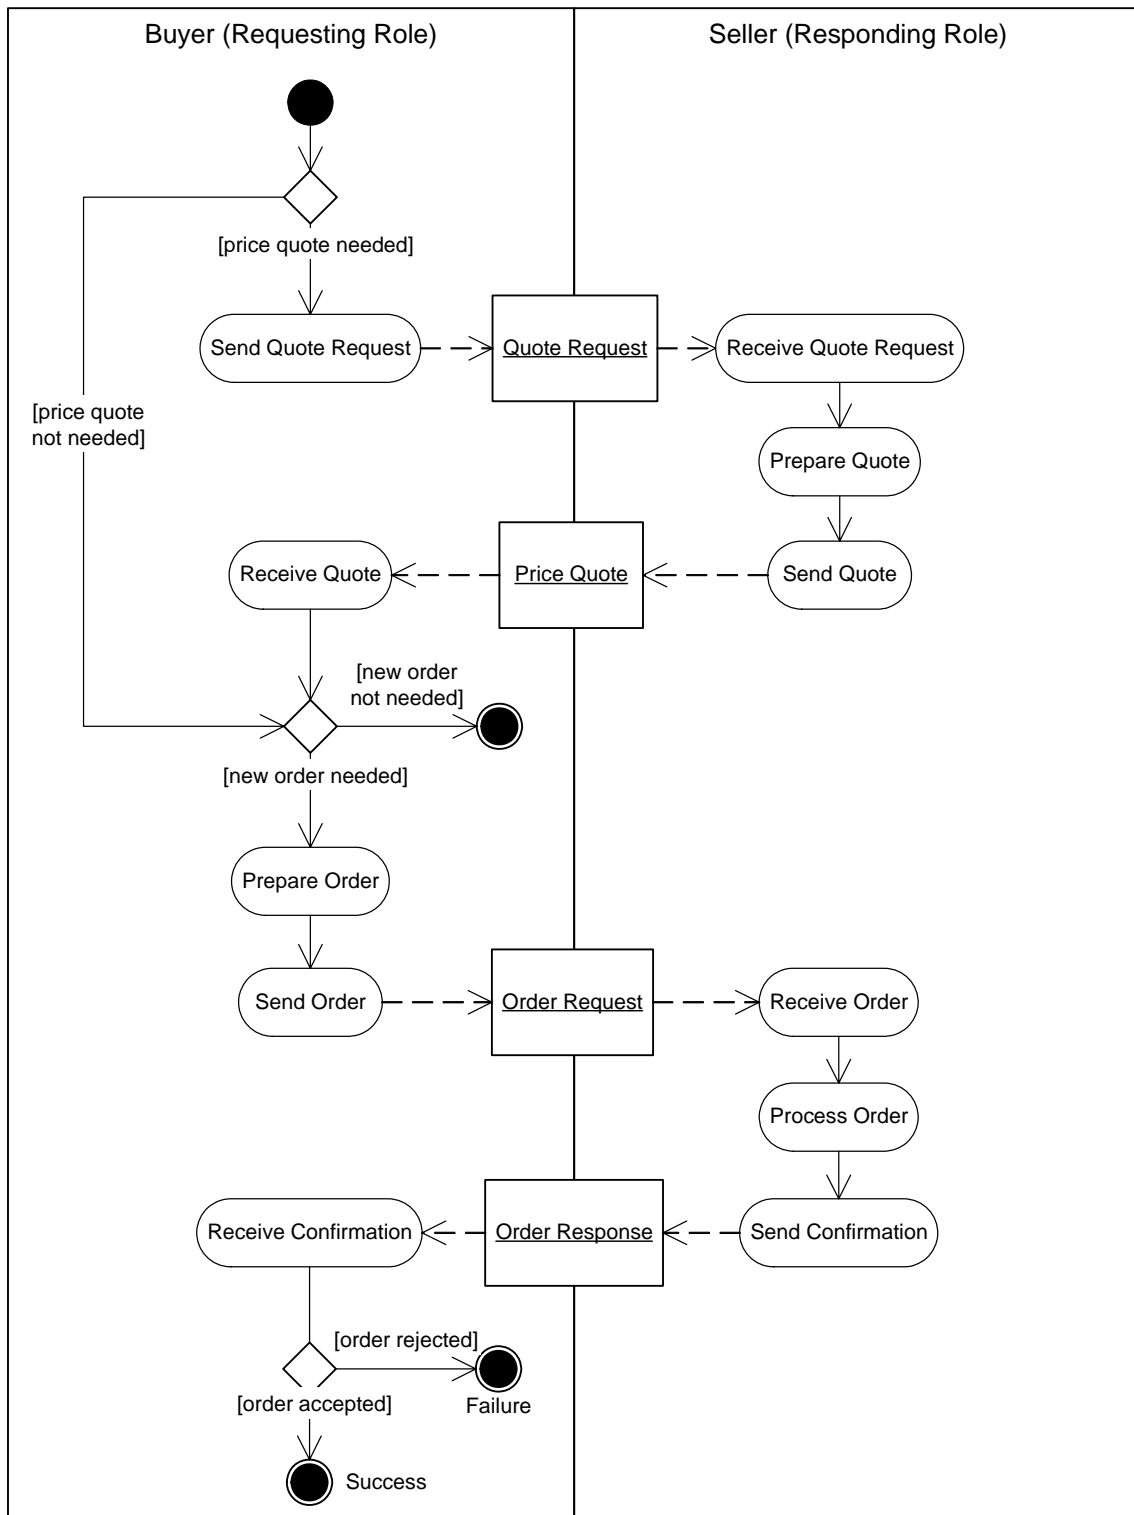 Buyer (Requesting Role)
Seller (Responding Role)
[price quote needed]
Send Quote Request
Quote Request
Receive Quote Request
[price quote
not needed]
Prepare Quote
Receive Quote
Price Quote
Send Quote
[new order
not needed]
[new order needed]
Prepare Order
Send Order
Order Request
Receive Order
Process Order
Receive Confirmation
Order Response
Send Confirmation
[order rejected]
[order accepted]
Failure
Success